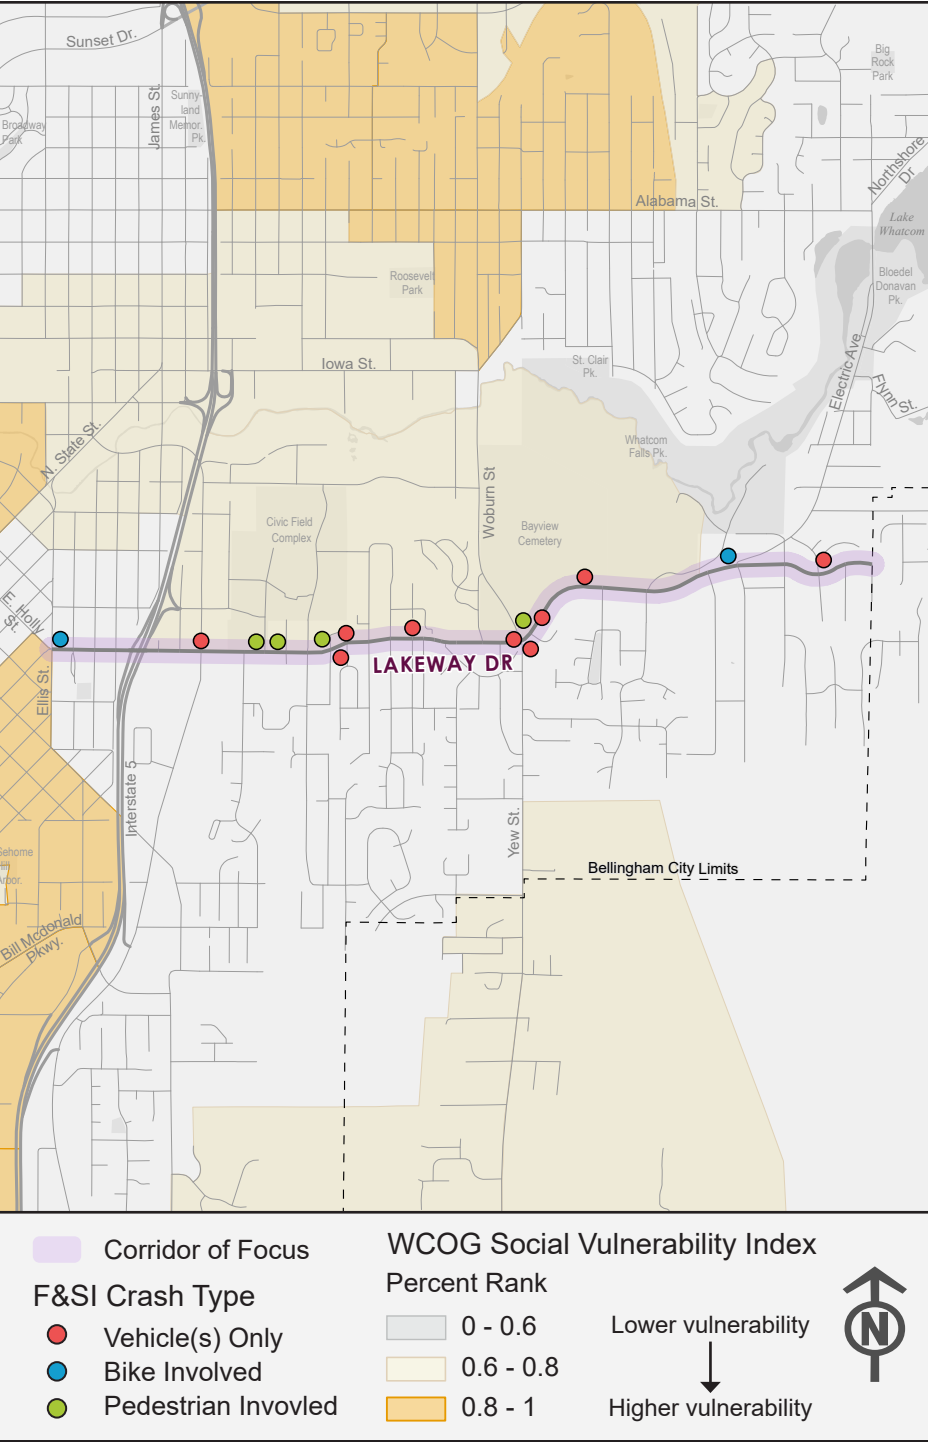 Sunset Dr.
Big
Rock
Park
James St.
Sunny-
land
Memor.
Pk.
Broadway
Park
Northshore
Dr
Alabama St.
Lake
Whatcom
Roosevelt
Park
Bloedel
Donavan
Pk.
Iowa St.
St. Clair
Pk.
Electric Ave
Flynn St.
N. State St.
Whatcom
Falls Pk.
Woburn St
Civic Field
Complex
Bayview
Cemetery
E. Holly
St.
LAKEWAY DR
Ellis St.
Interstate 5
Yew St.
Sehome
Hill
Arbor.
Bellingham City Limits
Bill Mcdonald
Pkwy.
Corridor of Focus
F&SI Crash Type
Vehicle(s) Only
Bike Involved
Pedestrian Invovled
WCOG Social Vulnerability Index
Percent Rank
0 - 0.6
0.6 - 0.8
0.8 - 1
Lower vulnerability
Higher vulnerability
N